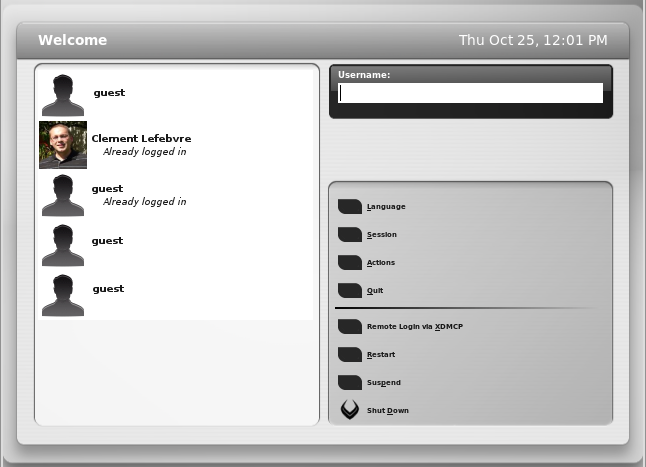 Welcome
Thu Oct 25, 12:01 PM
guest
Clement Lefebvre
Already logged in
guest
Already logged in
guest
guest
Username:
Language
Session
Actions
Quit
Remote Login via XDMCP
Restart
Suspend
Shut Down